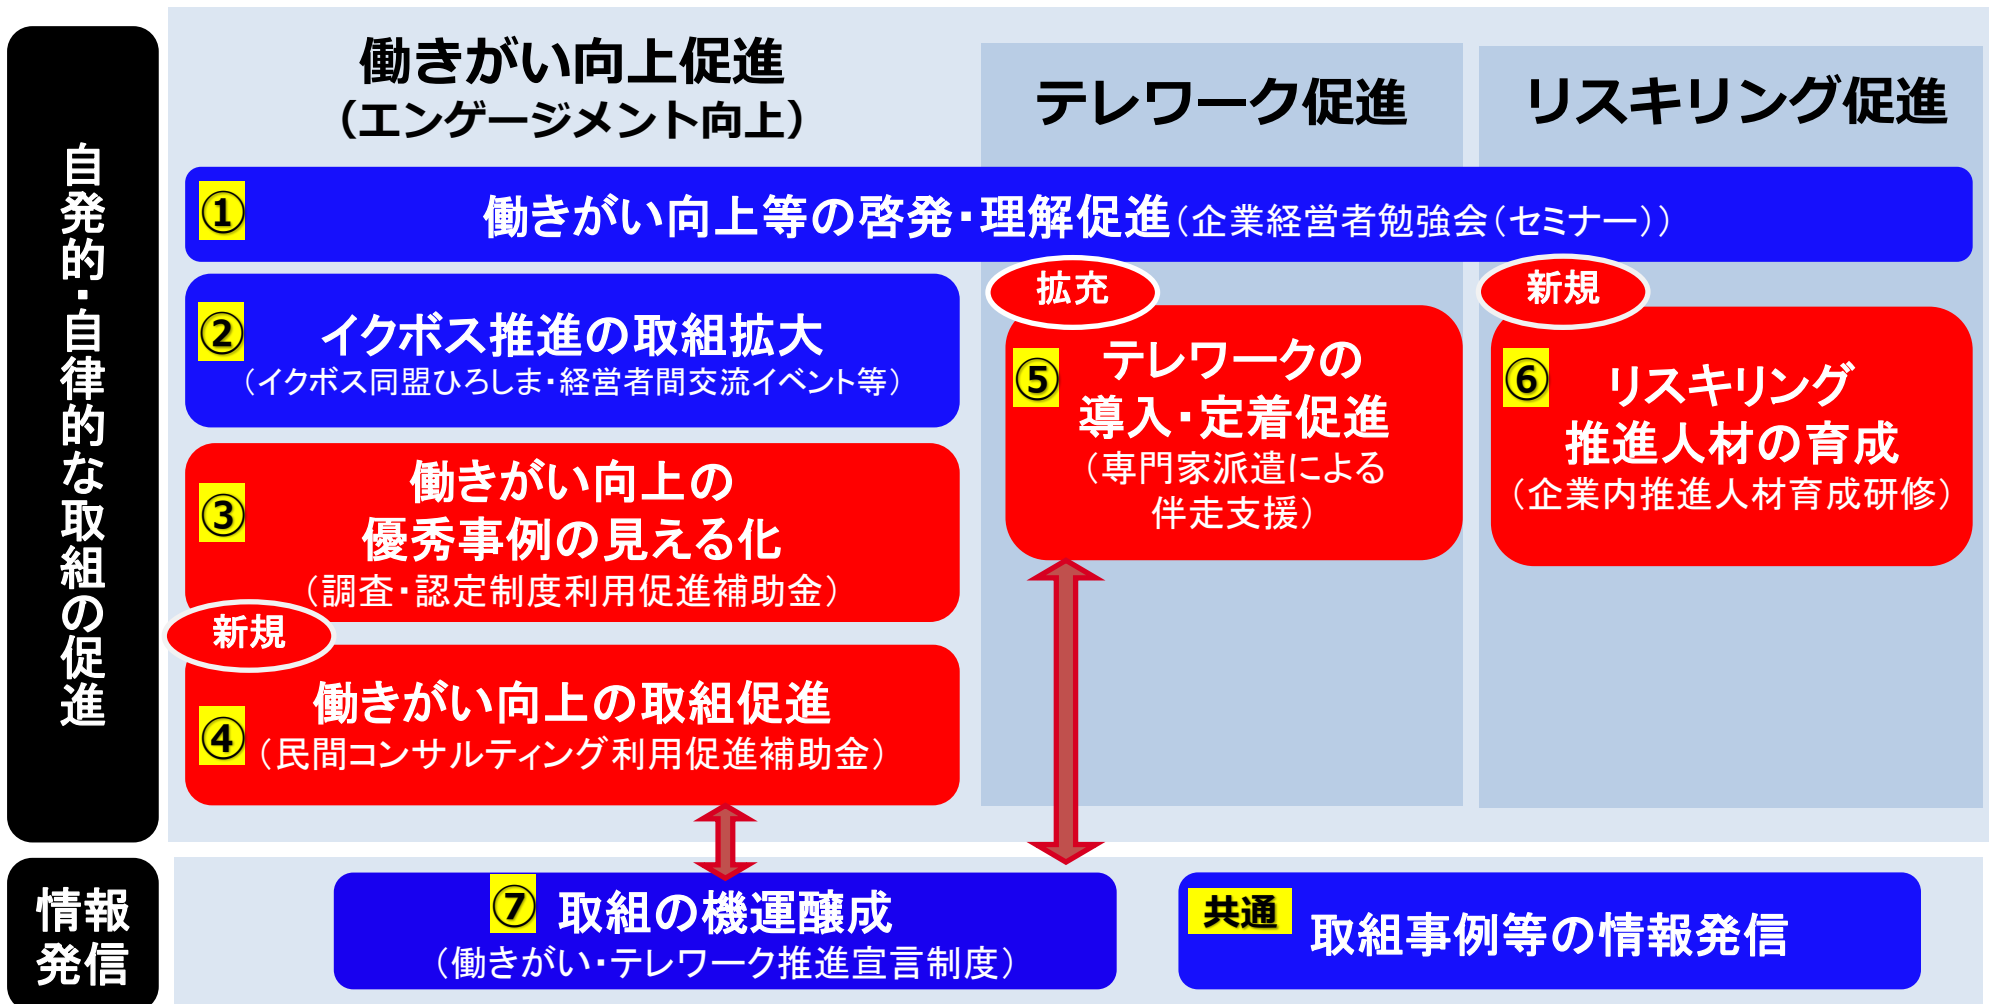 自発的・自律的な取組の促進
働きがい向上促進
（エンゲージメント向上）
テレワーク促進
リスキリング促進
① 働きがい向上等の啓発・理解促進（企業経営者勉強会（セミナー））
② イクボス推進の取組拡大
（イクボス同盟ひろしま・経営者間交流イベント等）
③ 働きがい向上の
優秀事例の見える化
（調査・認定制度利用促進補助金）
新規
④ 働きがい向上の取組促進
（民間コンサルティング利用促進補助金）
拡充
⑤ テレワークの
導入・定着促進
（専門家派遣による
伴走支援）
新規
⑥ リスキリング
推進人材の育成
（企業内推進人材育成研修）
情報
発信
⑦ 取組の機運醸成
（働きがい・テレワーク推進宣言制度）
共通 取組事例等の情報発信